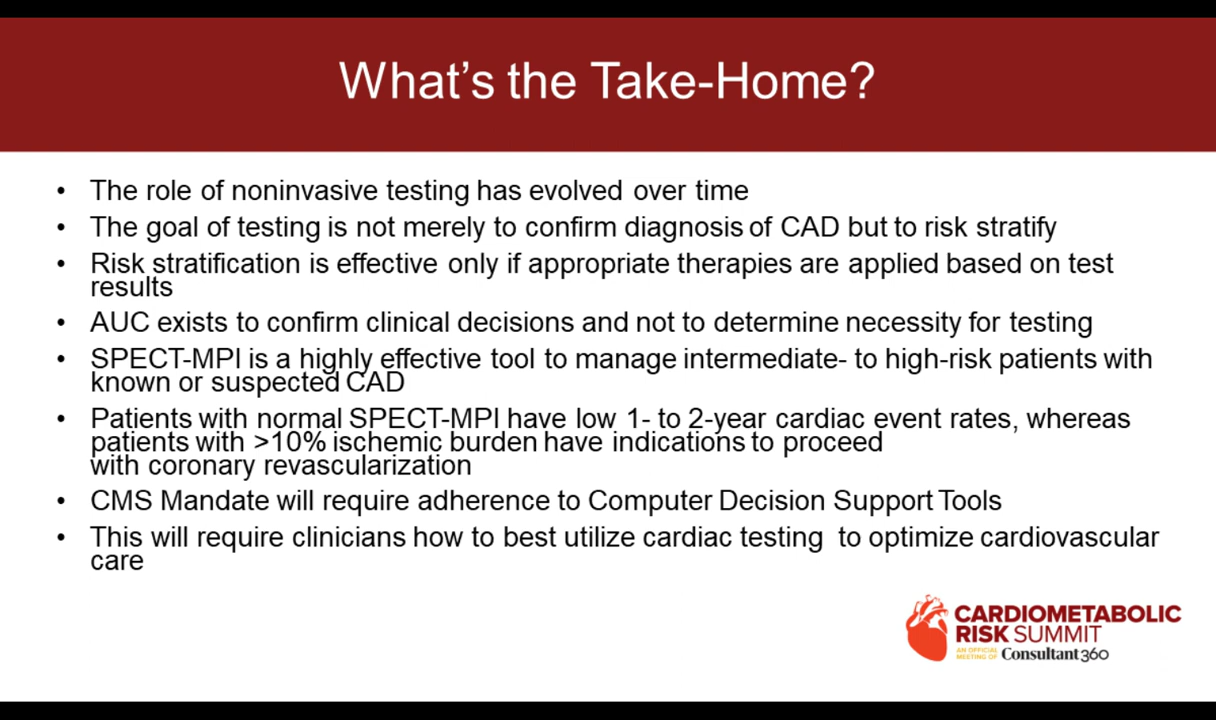 What's the Take-Home?
• The role of noninvasive testing has evolved over time
• The goal of testing is not merely to confirm diagnosis of CAD but to risk stratify
• Risk stratification is effective only if appropriate therapies are applied based on test
results
• AUC exists to confirm clinical decisions and not to determine necessity for testing
• SPECT-MPI is a highly effective tool to manage intermediate- to high-risk patients with
known or suspected CAD
• Patients with normal SPECT-MPI have low 1- to 2-year cardiac event rates, whereas
patients with >10% ischemic burden have indications to proceed
with coronary revascularization
• CMS Mandate will require adherence to Computer Decision Support Tools
• This will require clinicians how to best utilize cardiac testing  to optimize cardiovascular
care
CARDIOMETABOLIC
RISK SUMMIT
AN OFFICIAL
MEETING OF Consultant360